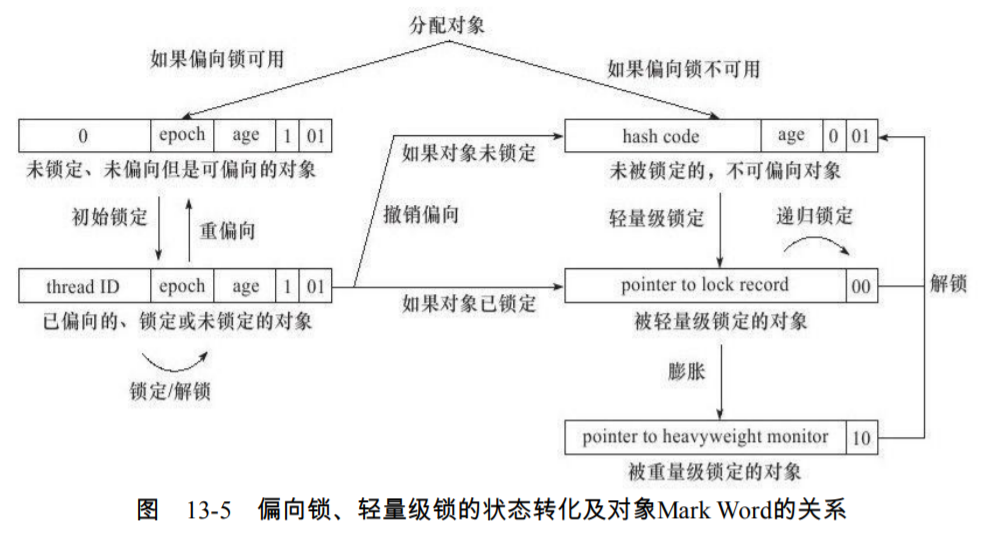 分配对象
如果偏向锁可用
如果偏向锁不可用
0 epoch age 1 01
未锁定、未偏向但是可偏向的对象
hash code age 0 01
未被锁定的，不可偏向对象
如果对象未锁定
初始锁定
重偏向
撤销偏向
轻量级锁定
递归锁定
thread ID epoch age 1 01
已偏向的、锁定或未锁定的对象
如果对象已锁定
pointer to lock record 00
被轻量级锁定的对象
解锁
锁定/解锁
膨胀
pointer to heavyweight monitor 10
被重量级锁定的对象
图 13-5 偏向锁、轻量级锁的状态转化及对象Mark Word的关系